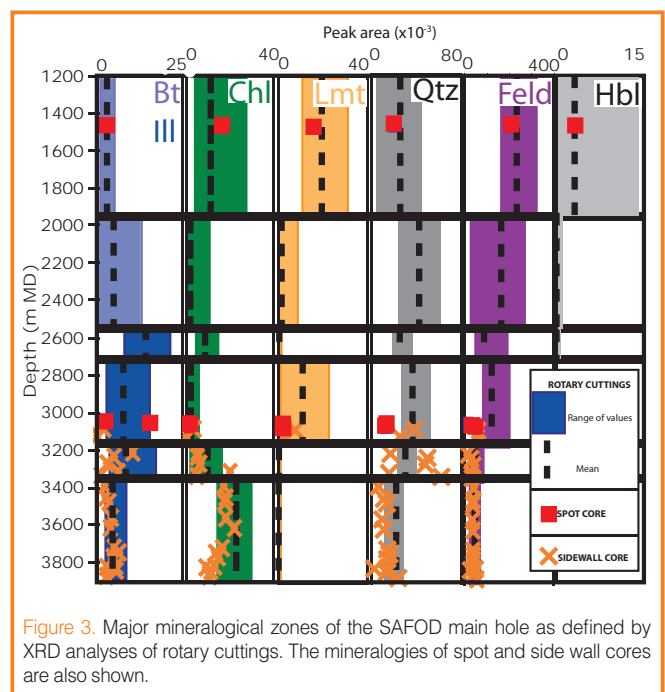 Peak area (x10-3)
0 25 0 40 0 40 0 80 0 400 0 15
Bt Chl Lmt Qtz Feld Hbl
Ill
Depth (m MD)
1200
1400
1600
1800
2000
2200
2400
2600
2800
3000
3200
3400
3600
3800
ROTARY CUTTINGS
Range of values
Mean
SPOT CORE
SIDEWALL CORE
Figure 3. Major mineralogical zones of the SAFOD main hole as defined by
XRD analyses of rotary cuttings. The mineralogies of spot and side wall cores
are also shown.